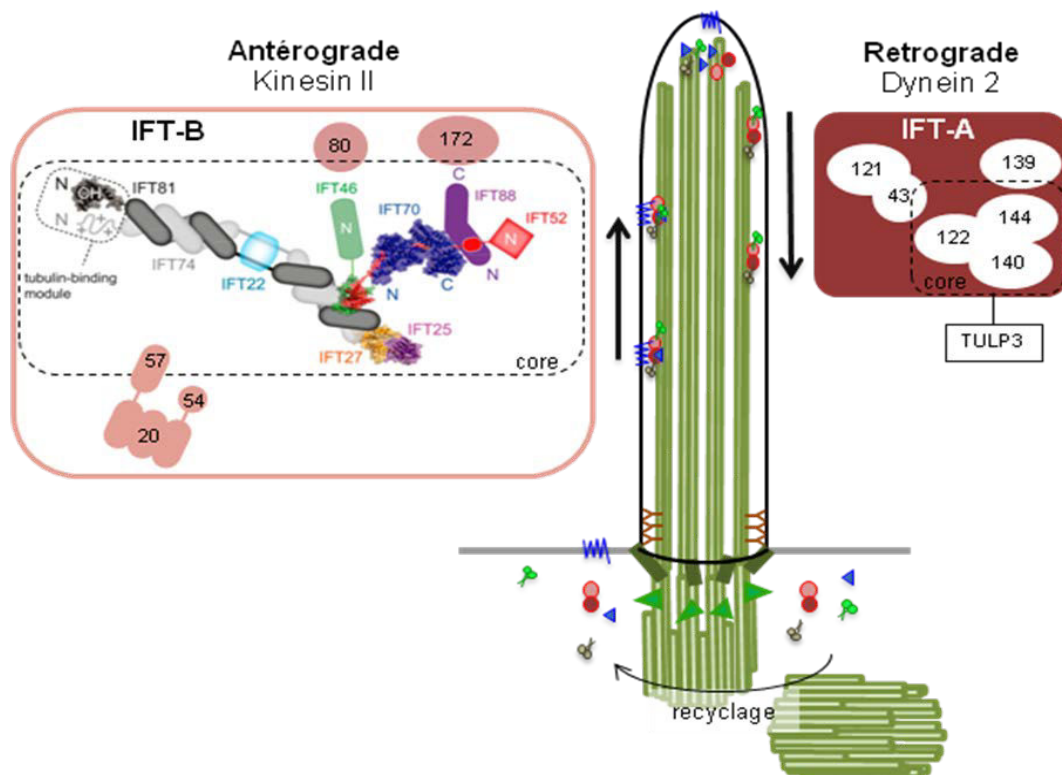 Antérograde
Kinesin II
IFT-B
80
172
N
CH
IFT81
IFT46
C
IFT88
N
++
+
IFT70
IFT52
N
N
tubulin-binding
module
IFT74
IFT22
N
C
N
IFT25
IFT27
core
57
54
20
Retrograde
Dynein 2
IFT-A
121
139
43
144
122
140
core
TULP3
recyclage